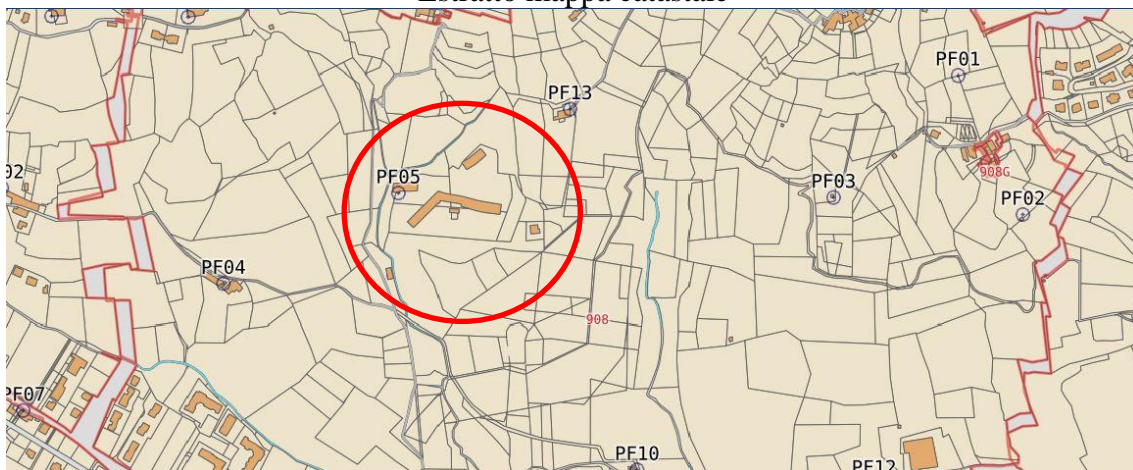 Estratto mappa catastale
PF01
PF13
02
PF05
PF03
908G
PF02
PF04
908
PF07
PF10
PF12